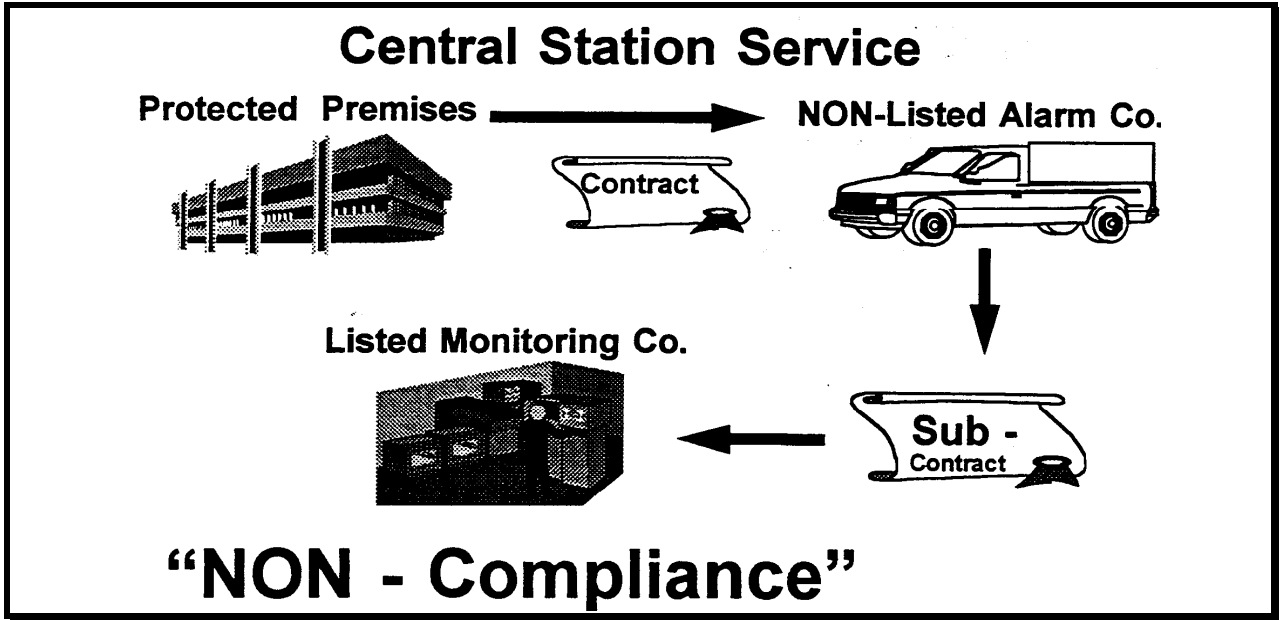 Central Station Service
Protected Premises
NON-Listed Alarm Co.
Contract
Listed Monitoring Co.
Sub -
Contract
“NON - Compliance”